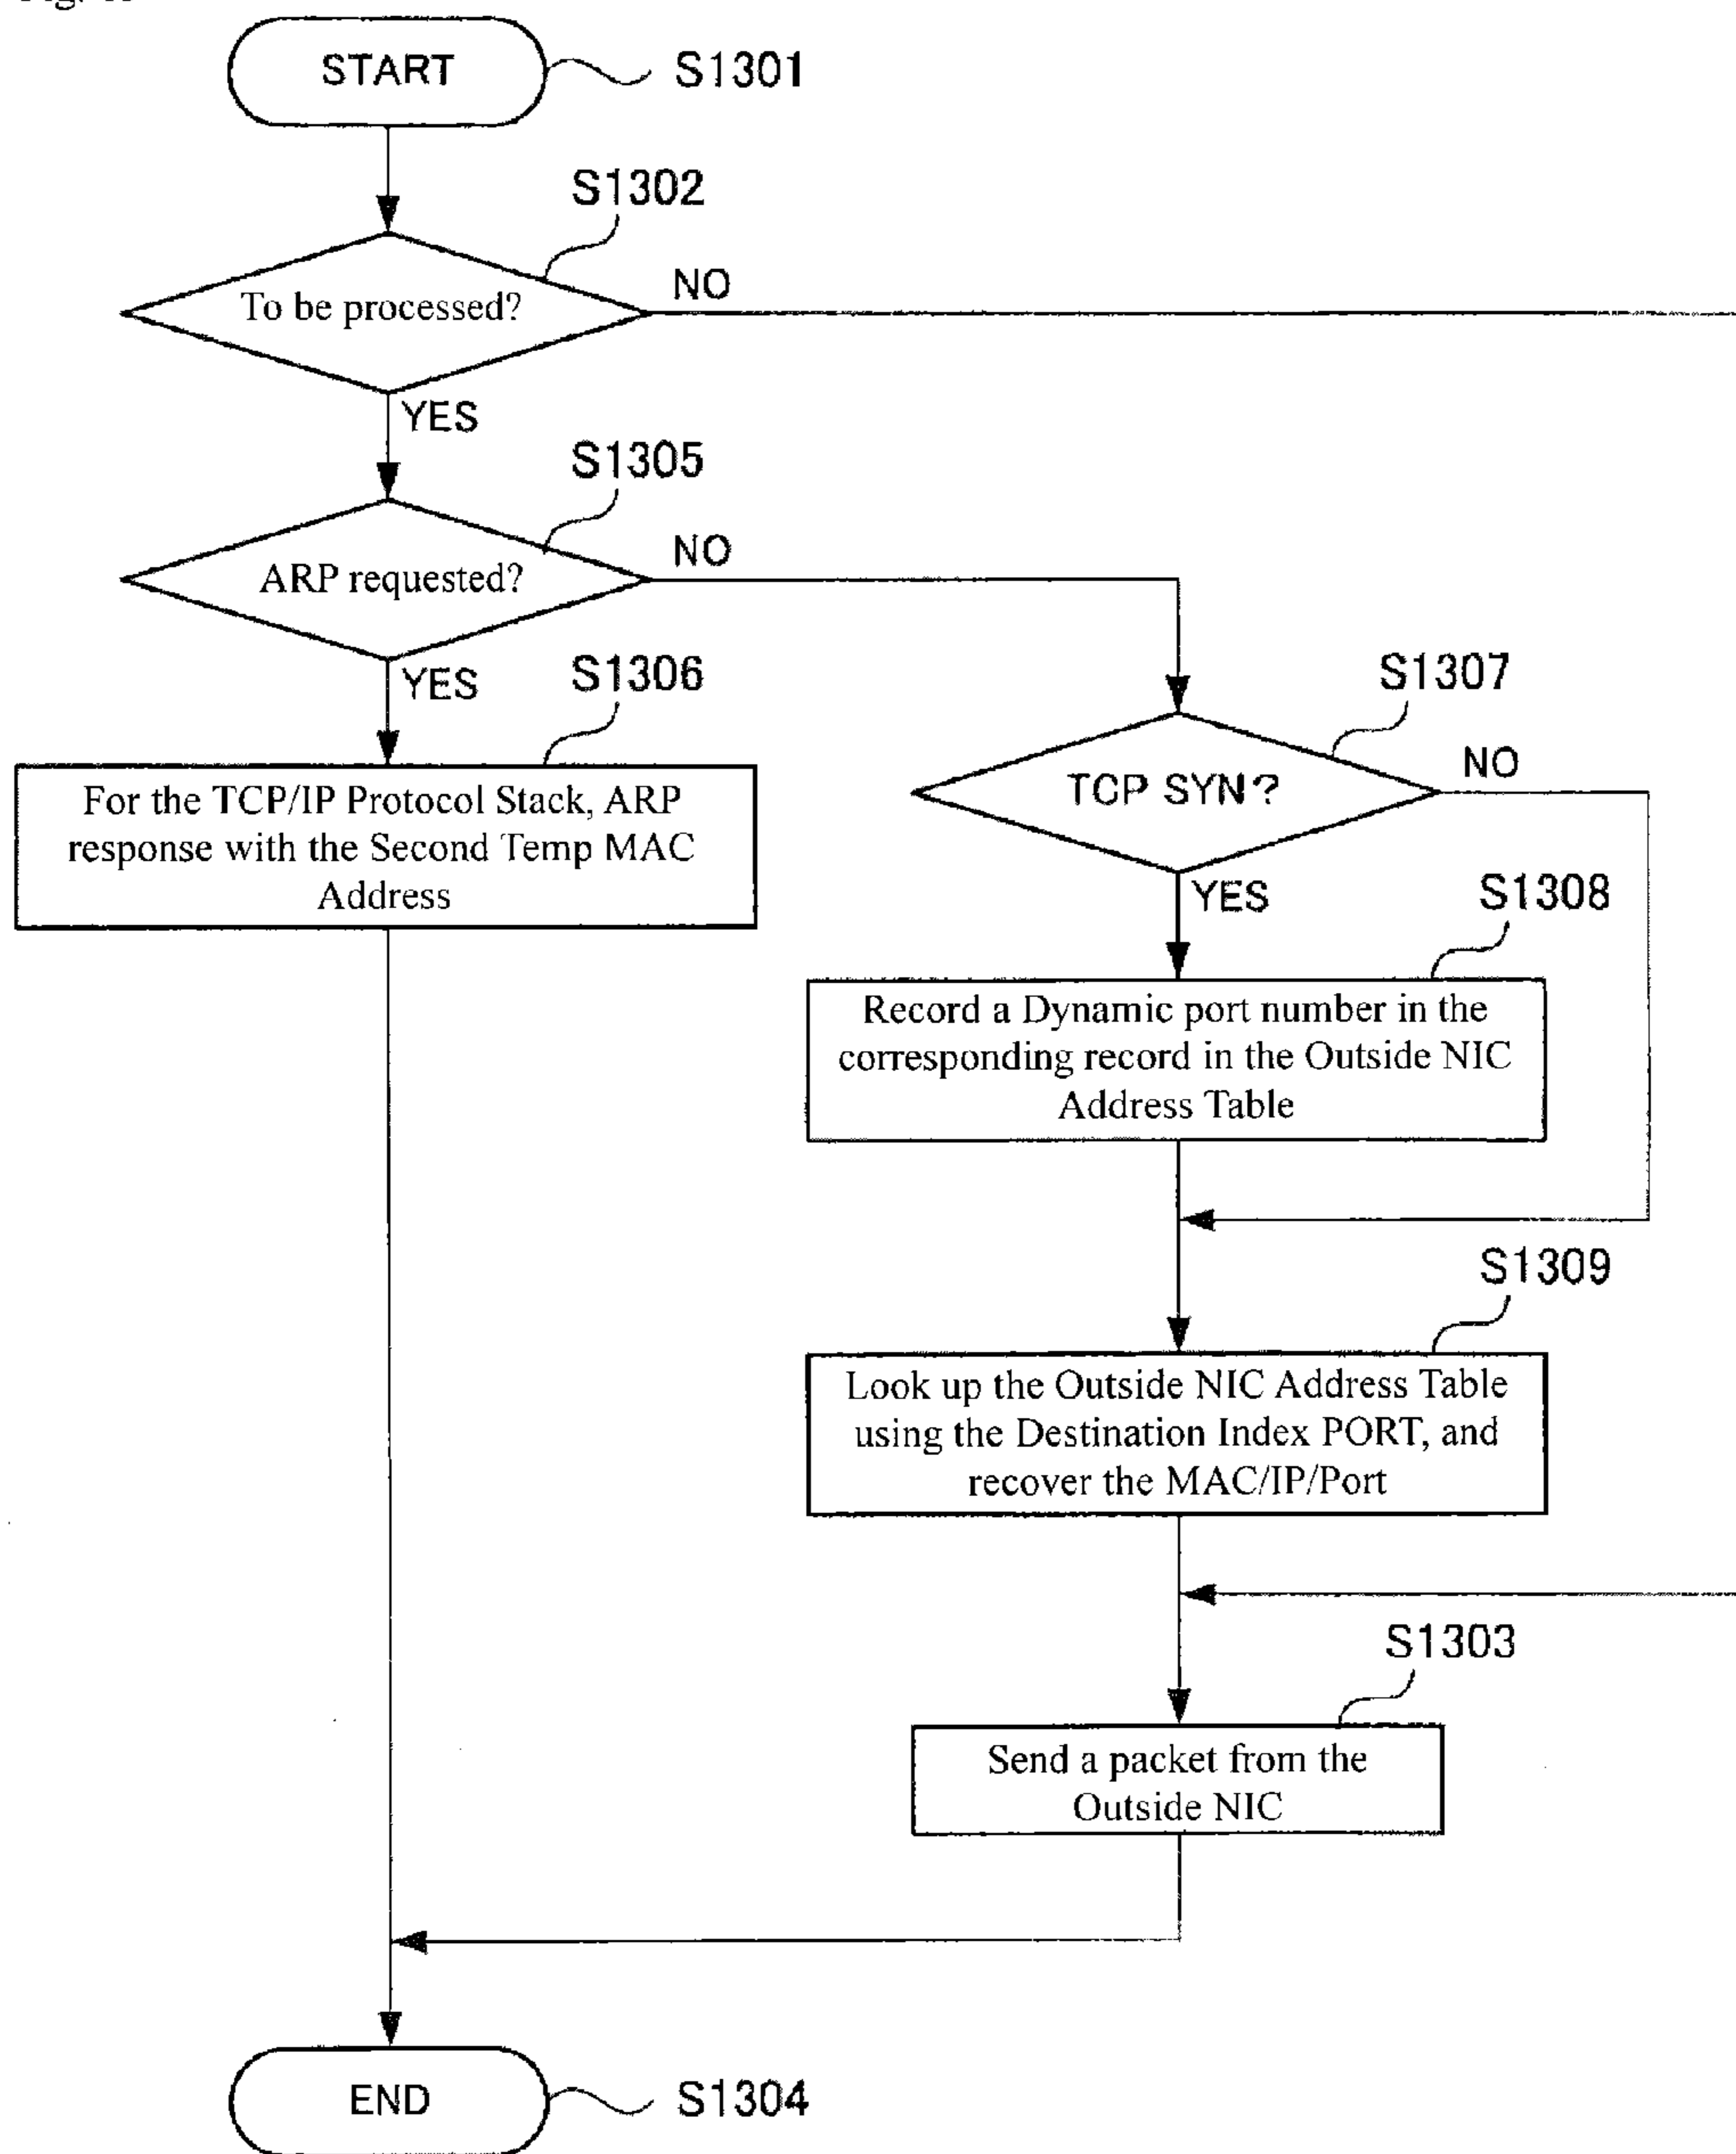 START
S1301
S1302
To be processed?
NO
YES
S1305
ARP requested?
NO
YES
S1306
For the TCP/IP Protocol Stack, ARP
response with the Second Temp MAC
Address
S1307
TCP SYN?
NO
YES
S1308
Record a Dynamic port number in the
corresponding record in the Outside NIC
Address Table
S1309
Look up the Outside NIC Address Table
using the Destination Index PORT, and
recover the MAC/IP/Port
S1303
Send a packet from the
Outside NIC
END
S1304